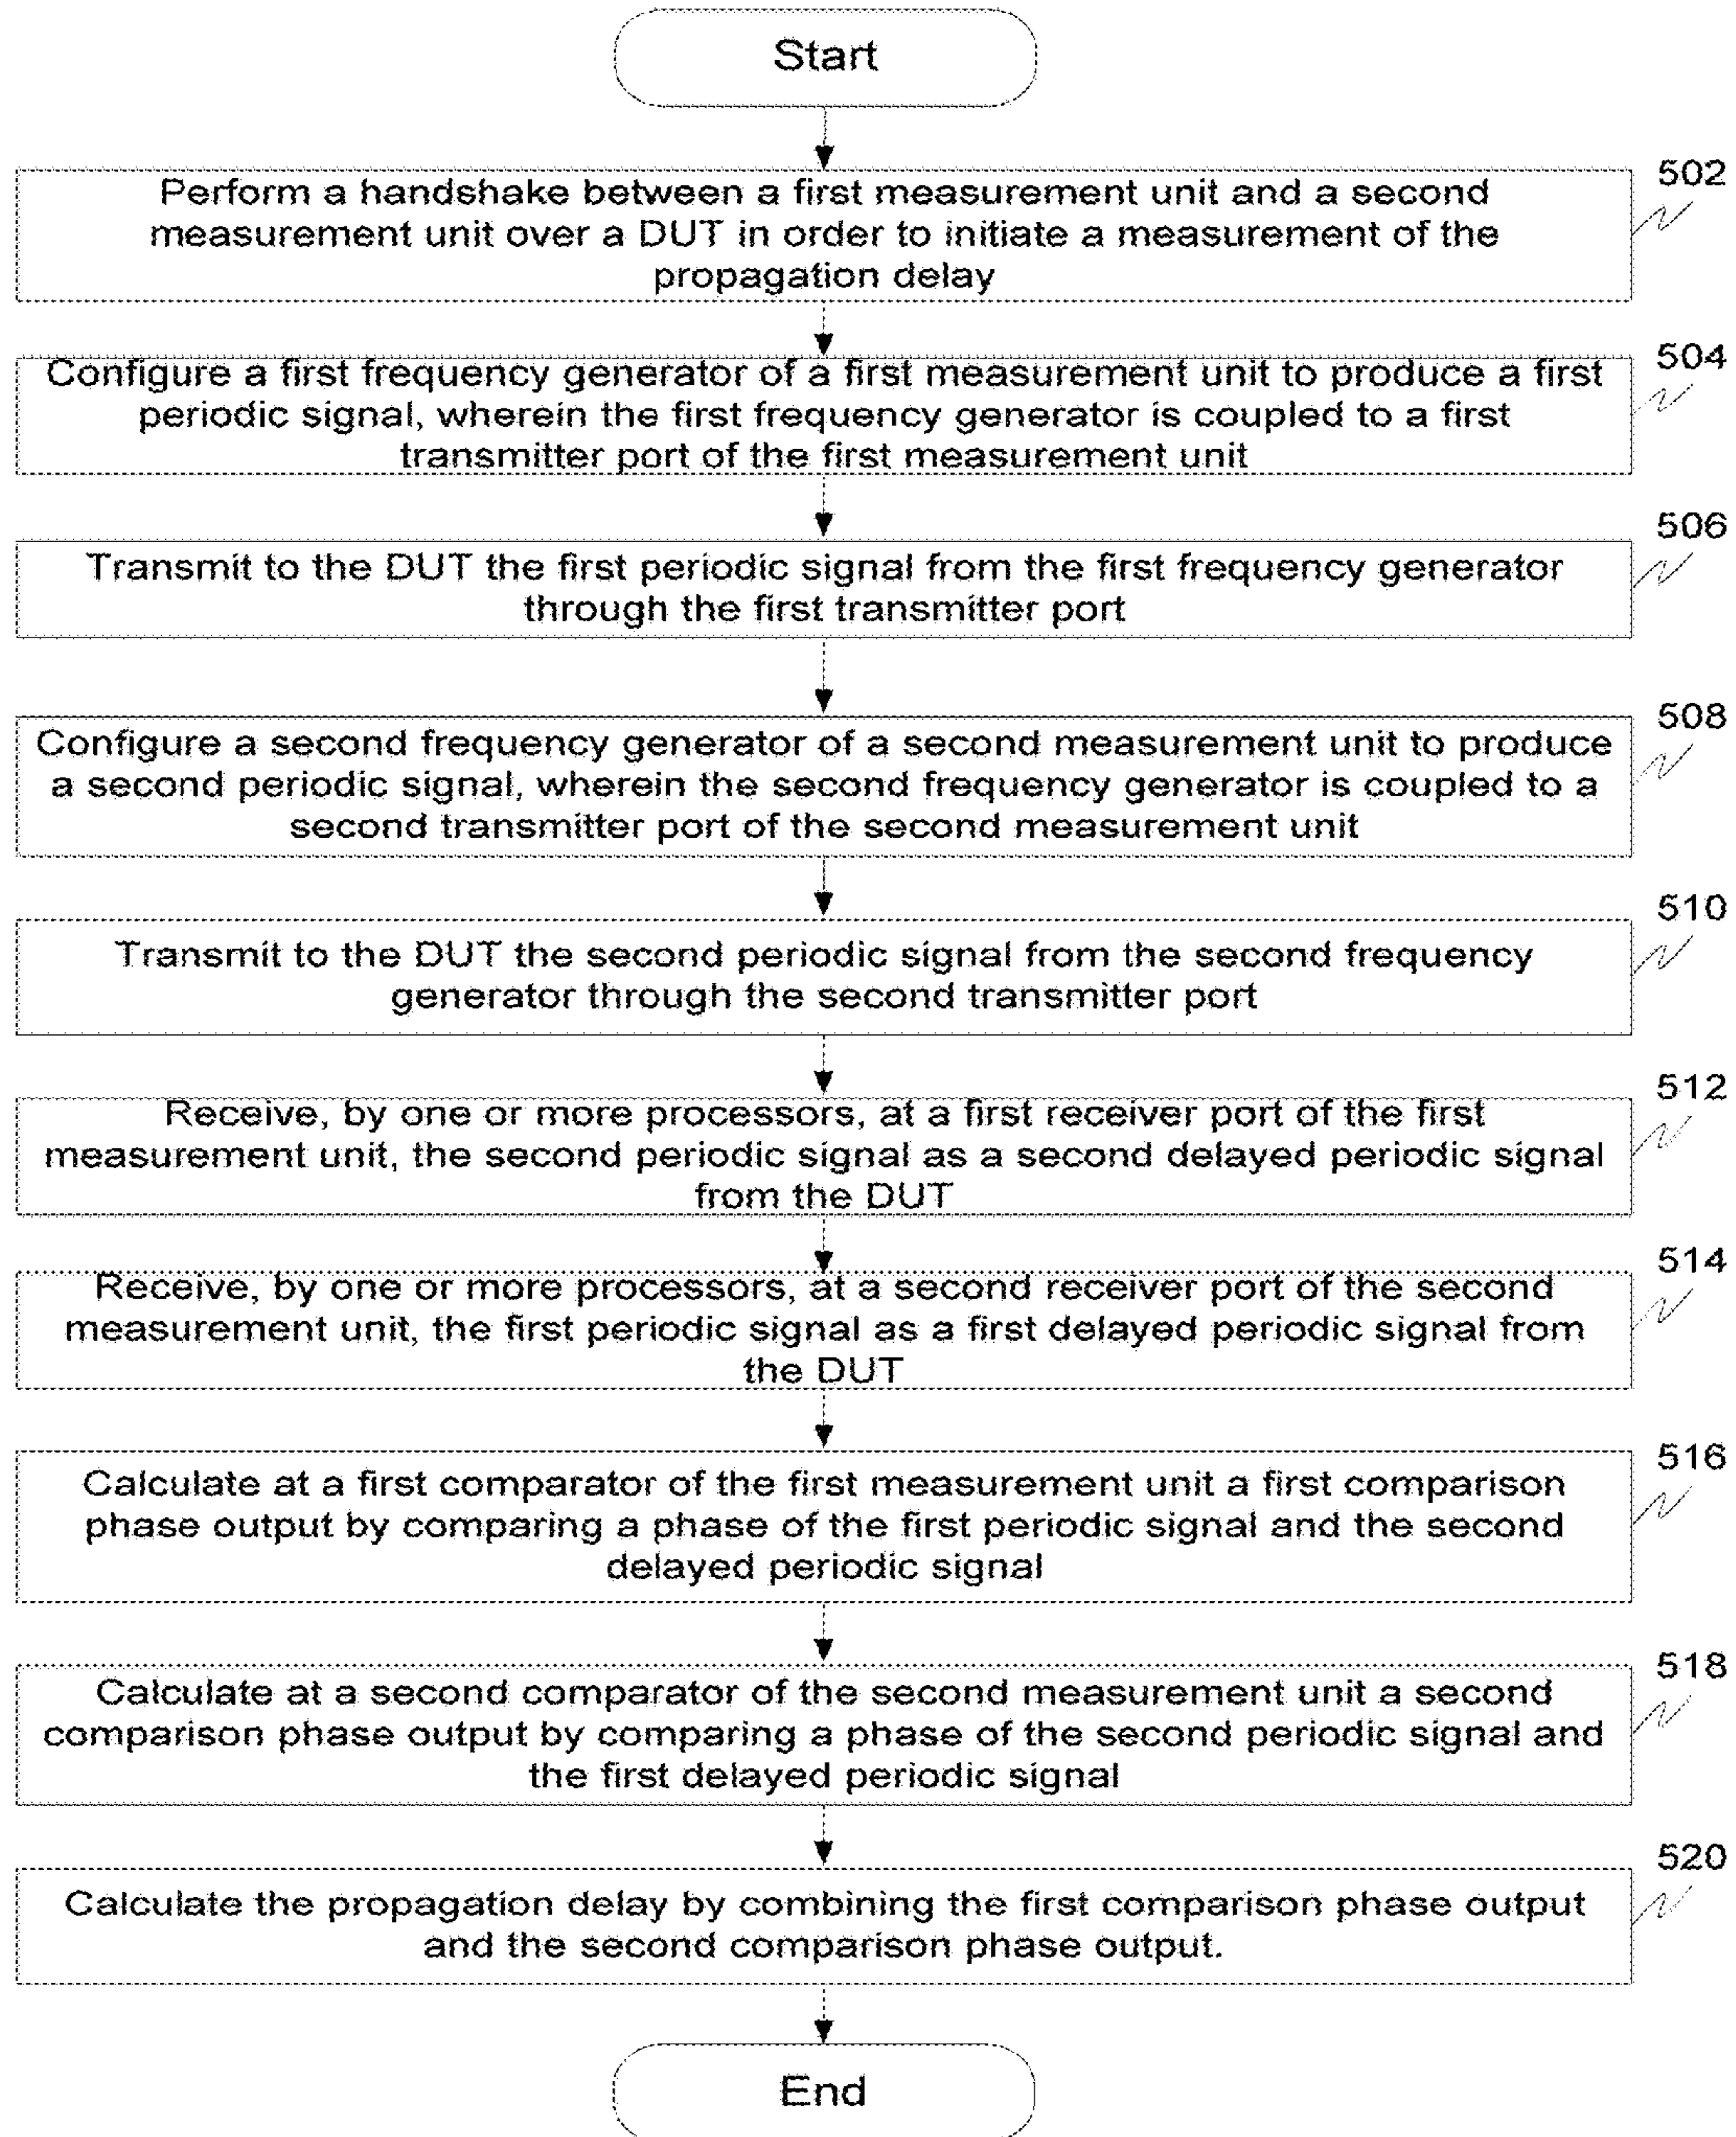 Start
502
Perform a handshake between a first measurement unit and a second
measurement unit over a DUT in order to initiate a measurement of the
propagation delay
504
Configure a first frequency generator of a first measurement unit to produce a first
periodic signal, wherein the first frequency generator is coupled to a first
transmitter port of the first measurement unit
506
Transmit to the DUT the first periodic signal from the first frequency generator
through the first transmitter port
508
Configure a second frequency generator of a second measurement unit to produce
a second periodic signal, wherein the second frequency generator is coupled to a
second transmitter port of the second measurement unit
510
Transmit to the DUT the second periodic signal from the second frequency
generator through the second transmitter port
512
Receive, by one or more processors, at a first receiver port of the first
measurement unit, the second periodic signal as a second delayed periodic signal
from the DUT
514
Receive, by one or more processors, at a second receiver port of the second
measurement unit, the first periodic signal as a first delayed periodic signal from
the DUT
516
Calculate at a first comparator of the first measurement unit a first comparison
phase output by comparing a phase of the first periodic signal and the second
delayed periodic signal
518
Calculate at a second comparator of the second measurement unit a second
comparison phase output by comparing a phase of the second periodic signal and
the first delayed periodic signal
520
Calculate the propagation delay by combining the first comparison phase output
and the second comparison phase output.
End